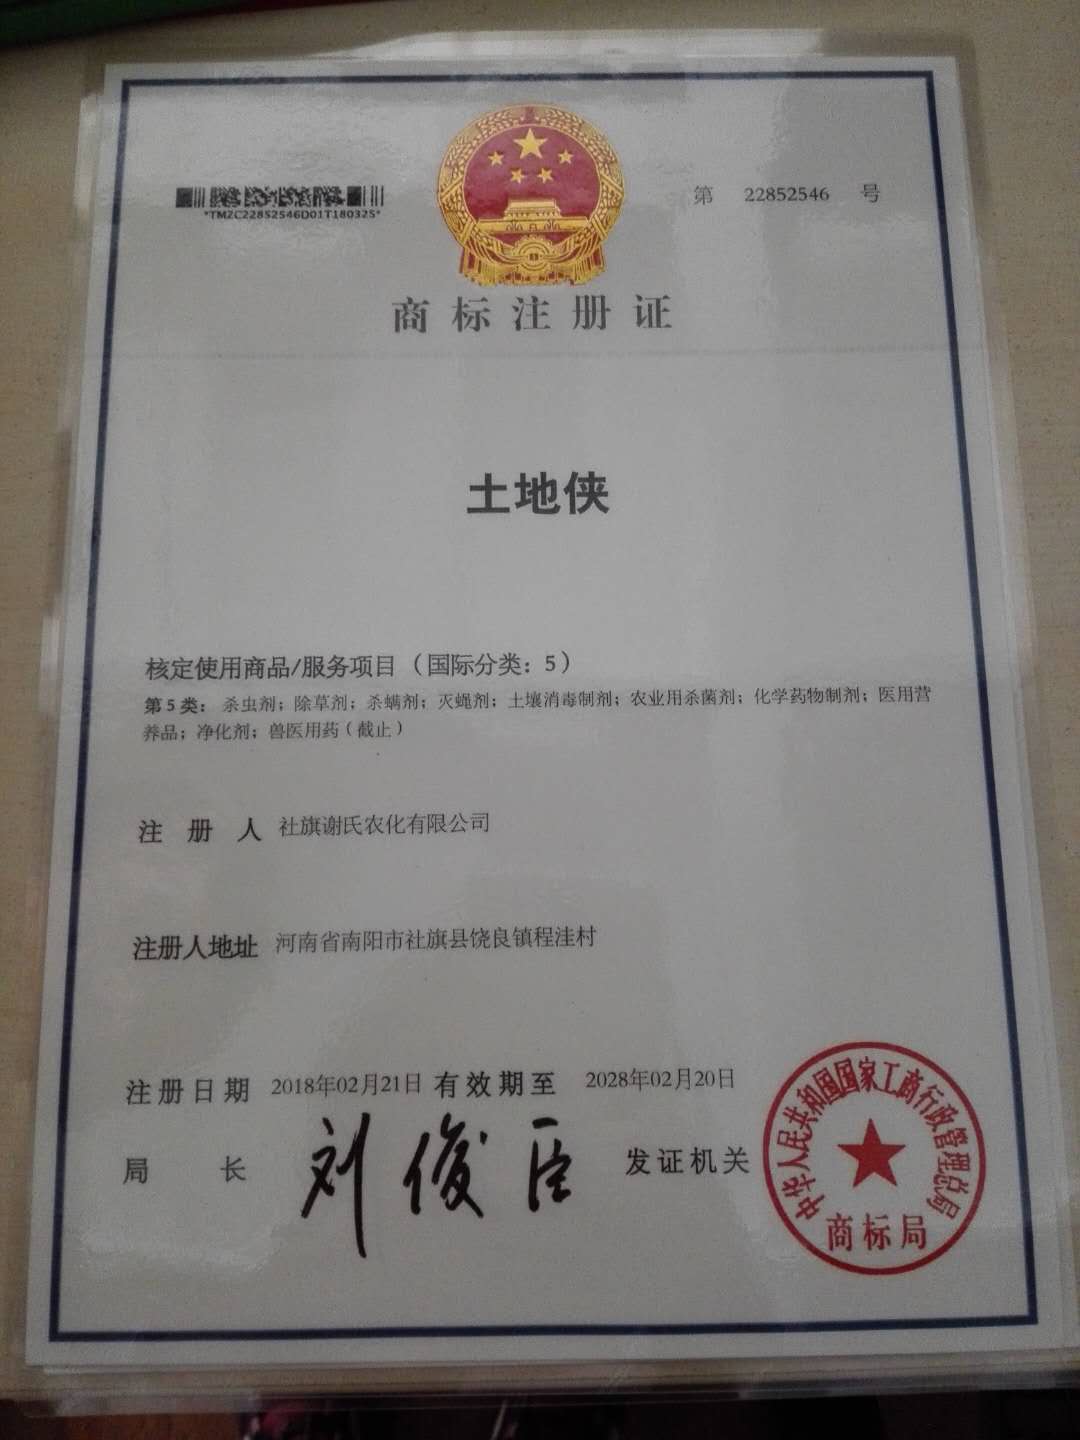 *TMZC22852546D01T180325*
第 22852546 号
商标注册证
土地侠
核定使用商品/服务项目（国际分类：5）
第5类：杀虫剂；除草剂；杀螨剂；灭蝇剂；土壤消毒制剂；农业用杀菌剂；化学药物制剂；医用营
养品；净化剂；兽医用药（截止）
注 册 人 社旗谢氏农化有限公司
注册人地址 河南省南阳市社旗县饶良镇程洼村
注册日期 2018年02月21日 有效期至 2028年02月20日
局 长 刘俊臣 发证机关
中华人民共和国国家工商行政管理总局
商标局